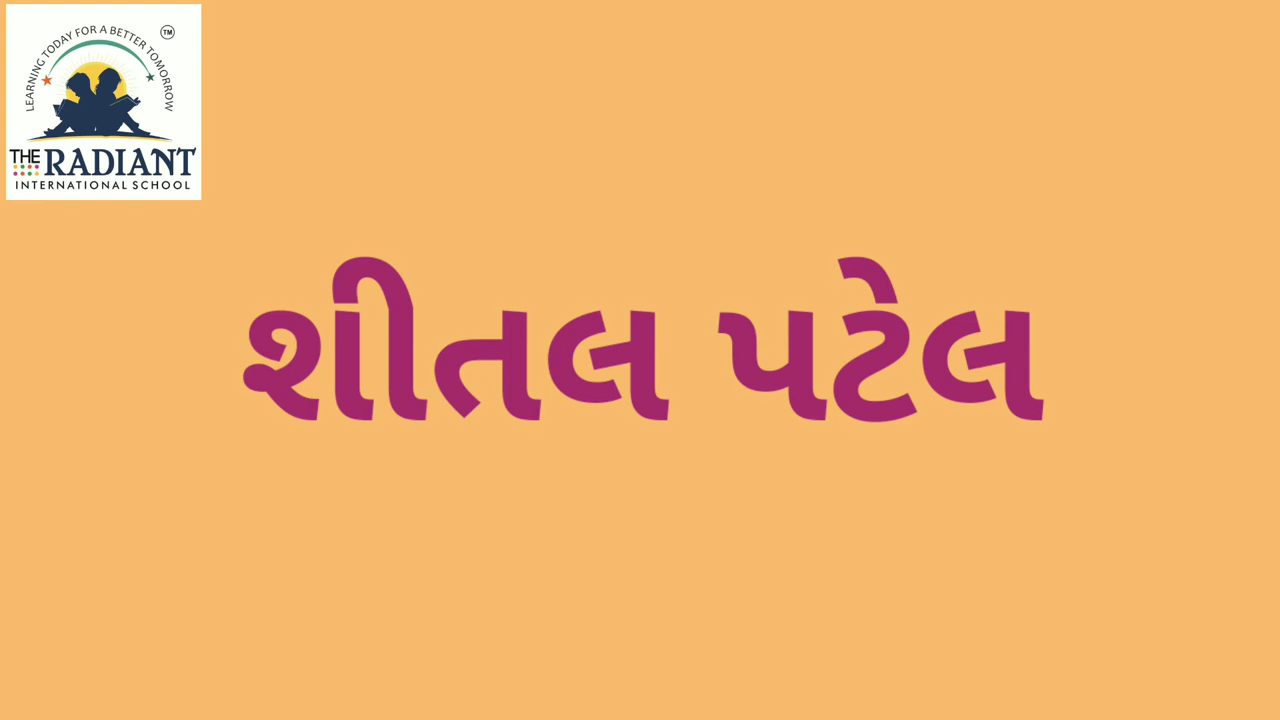 LEARNING TODAY FOR A BETTER TOMORROW
TM
THE RADIANT
INTERNATIONAL SCHOOL
શીતલ પટેલ